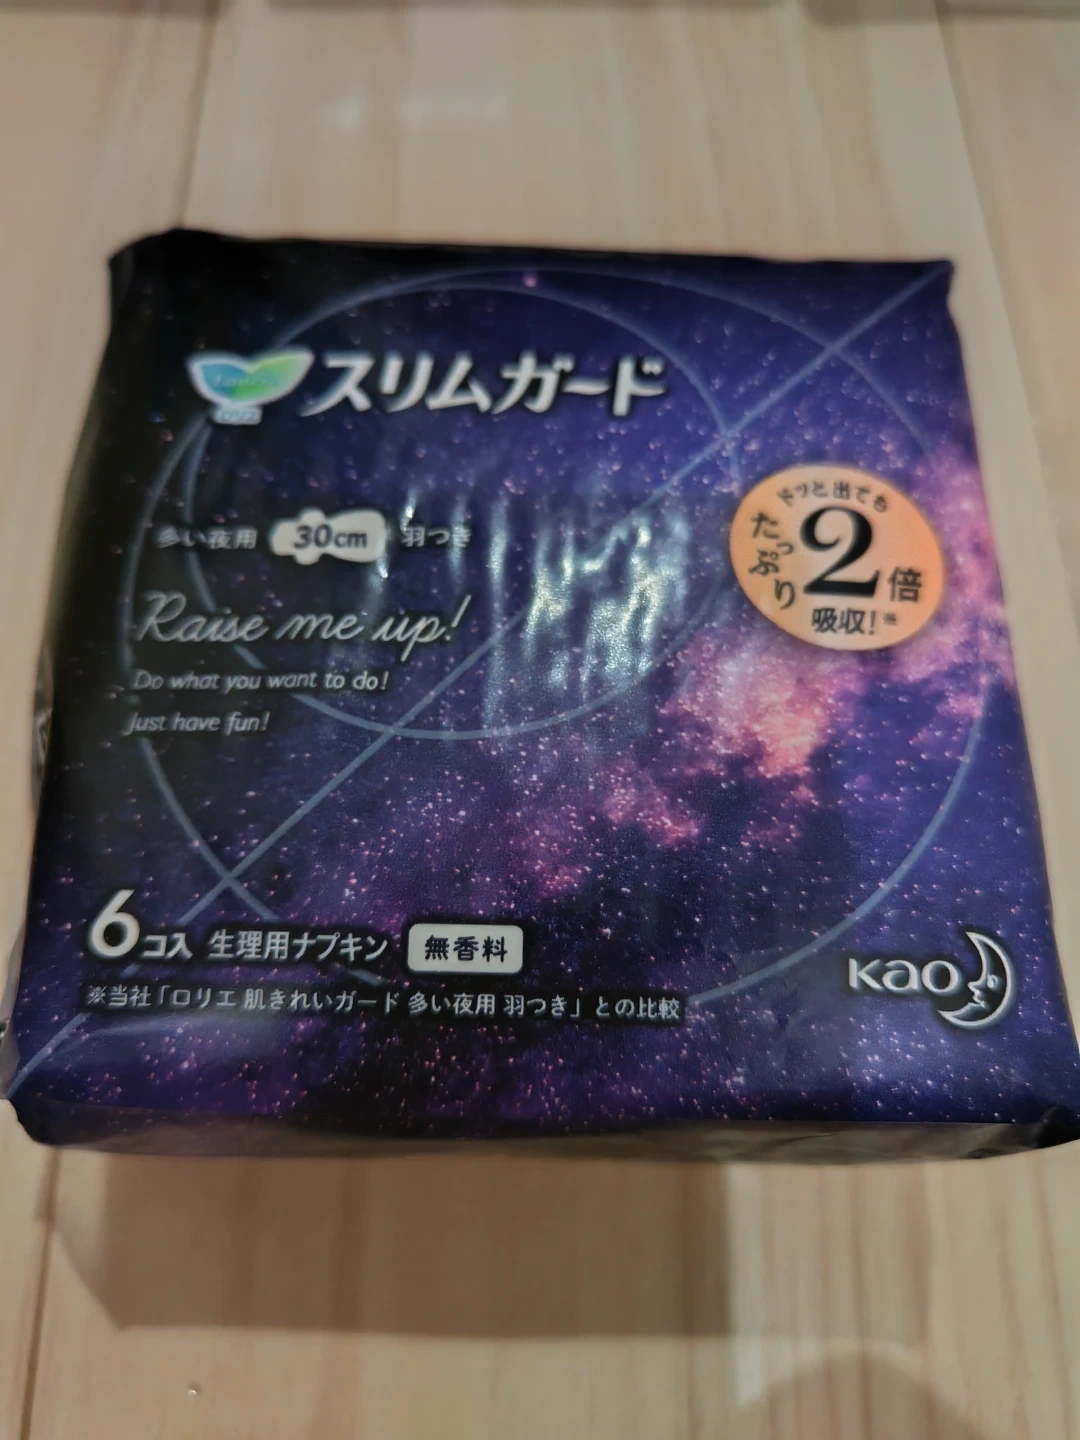 Laurier
ロリエ
スリムガード
多い夜用 30cm 羽つき
Raise me up!
Do what you want to do!
Just have fun!
ドッと出ても
たっぷり
2倍
吸収!※
6コ入 生理用ナプキン 無香料
※当社「ロリエ 肌きれいガード 多い夜用 羽つき」との比較
Kao